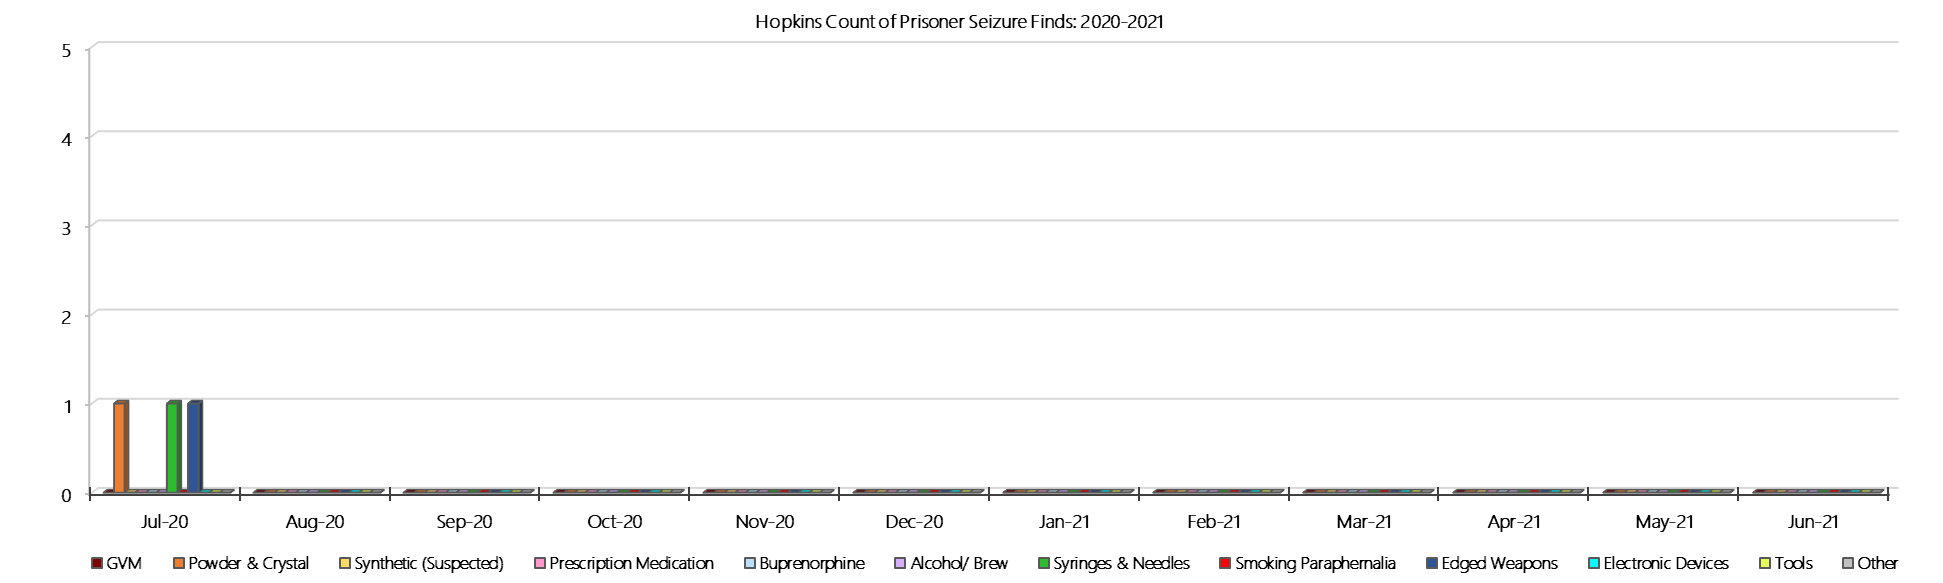 Hopkins Count of Prisoner Seizure Finds: 2020-2021
5
4
3
2
1
0
Jul-20 Aug-20 Sep-20 Oct-20 Nov-20 Dec-20 Jan-21 Feb-21 Mar-21 Apr-21 May-21 Jun-21
GVM Powder & Crystal Synthetic (Suspected) Prescription Medication Buprenorphine Alcohol/ Brew Syringes & Needles Smoking Paraphernalia Edged Weapons Electronic Devices Tools Other